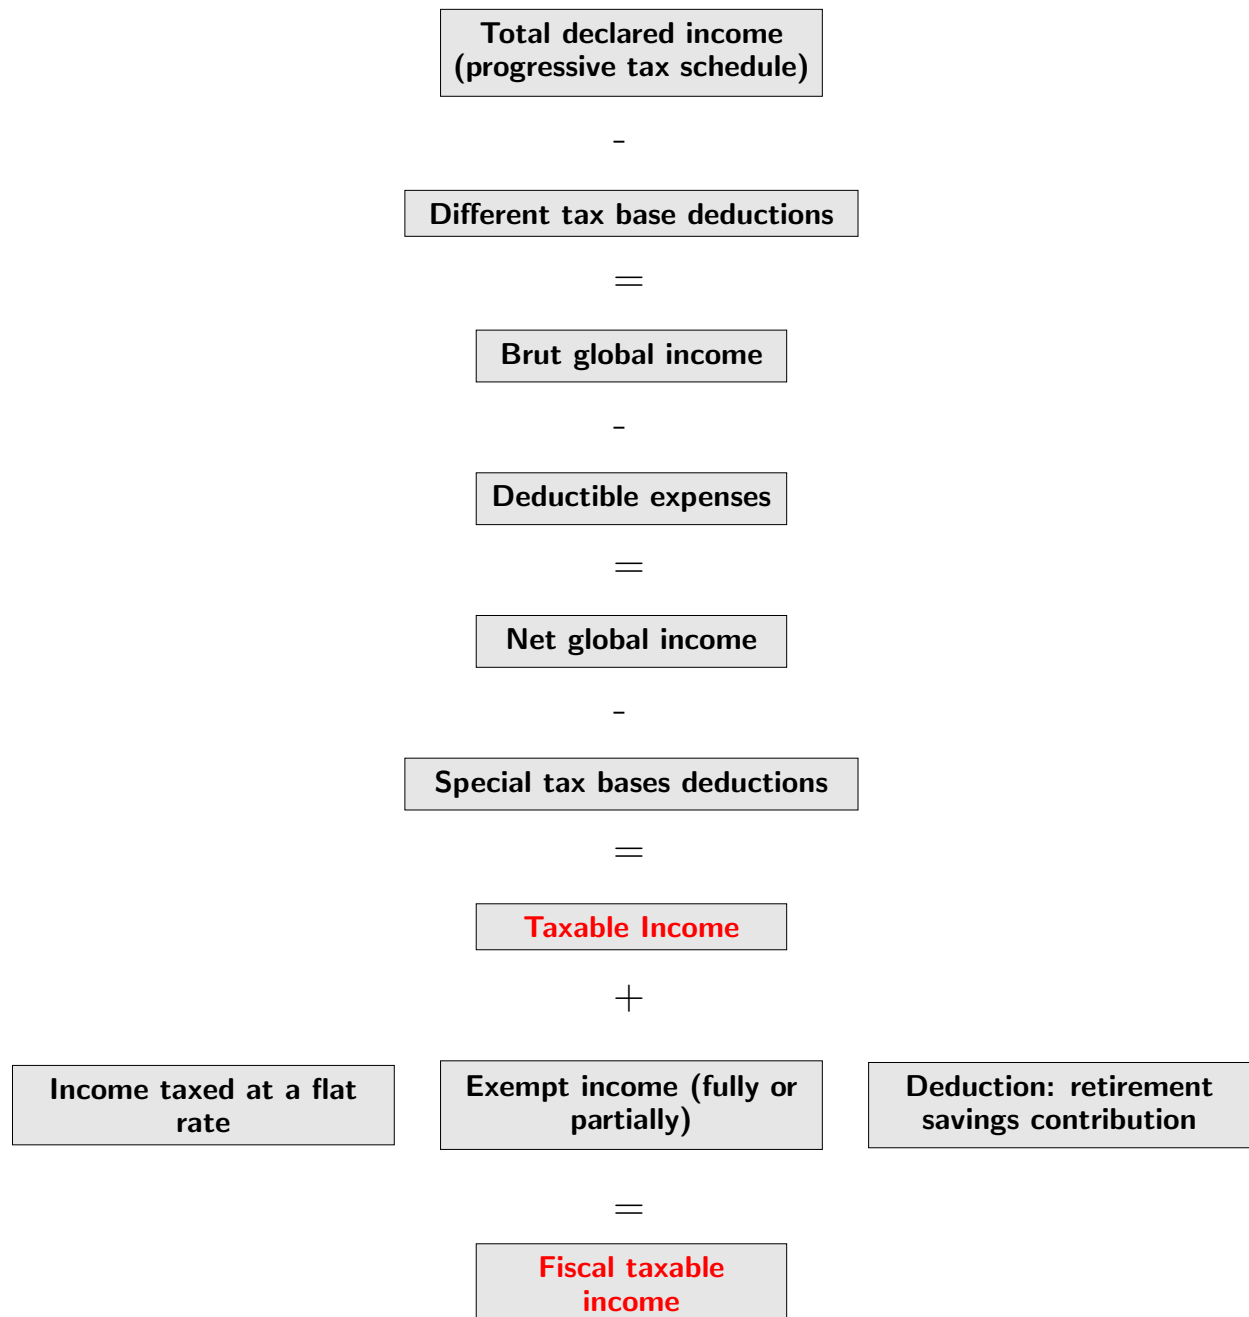 Total declared income
(progressive tax schedule)
-
Different tax base deductions
=
Brut global income
-
Deductible expenses
=
Net global income
-
Special tax bases deductions
=
Taxable Income
+
Income taxed at a flat
rate
Exempt income (fully or
partially)
Deduction: retirement
savings contribution
=
Fiscal taxable
income